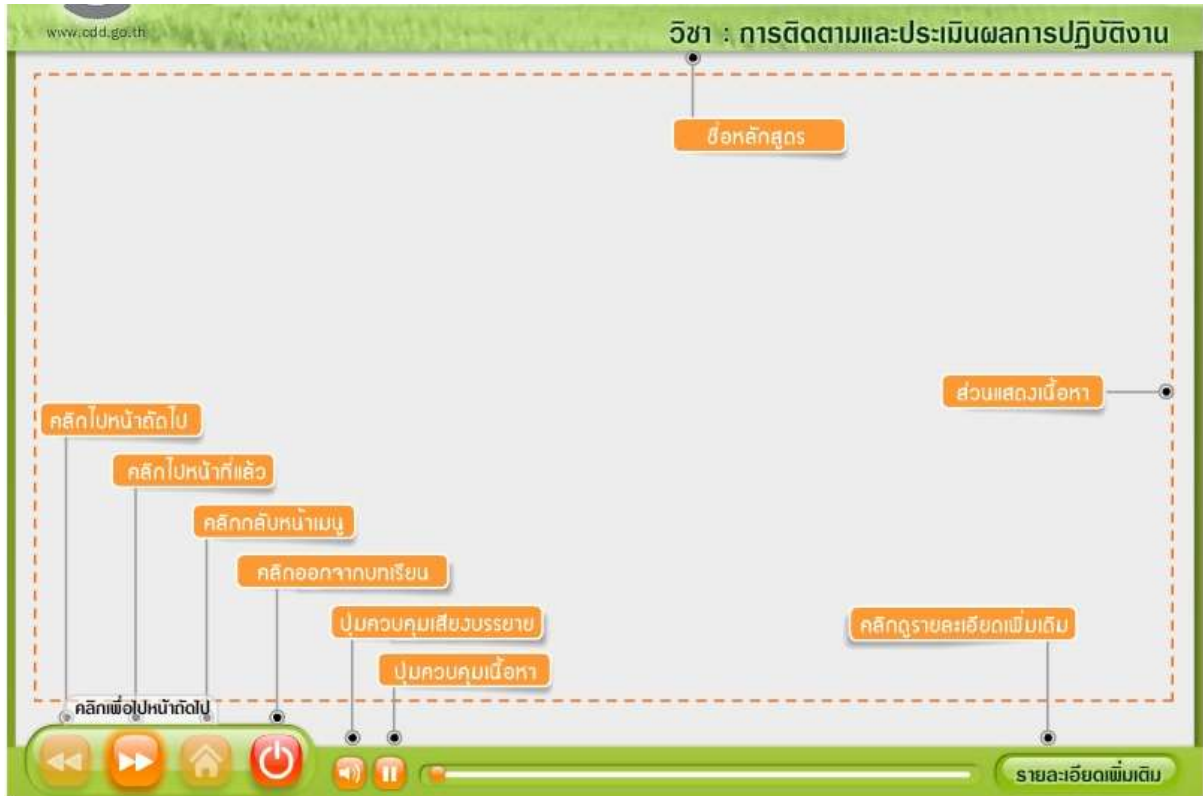 www.cdd.go.th
วิชา : การติดตามและประเมินผลการปฏิบัติงาน
ชื่อหลักสูตร
ส่วนแสดงเนื้อหา
คลิกไปหน้าถัดไป
คลิกไปหน้าที่แล้ว
คลิกกลับหน้าเมนู
คลิกออกจากบทเรียน
ปุ่มควบคุมเสียงบรรยาย
คลิกดูรายละเอียดเพิ่มเติม
ปุ่มควบคุมเนื้อหา
คลิกเพื่อไปหน้าถัดไป
รายละเอียดเพิ่มเติม